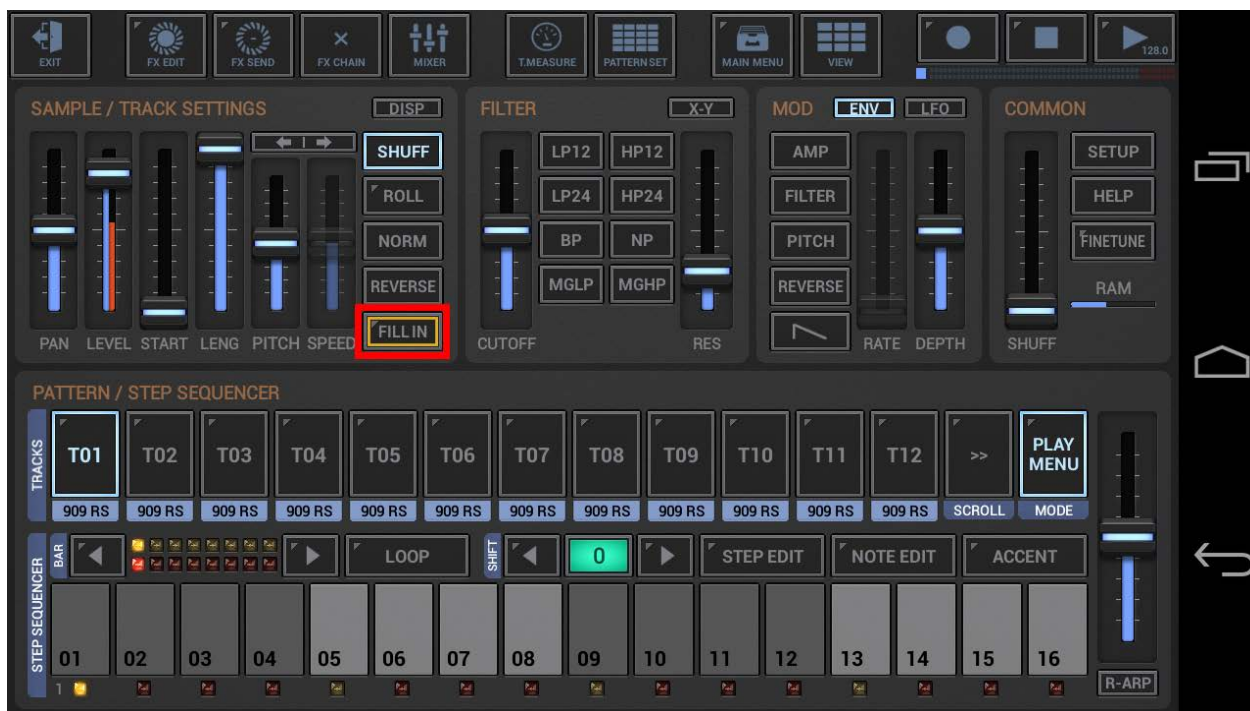 EXIT
FX EDIT
FX SEND
FX CHAIN
MIXER
T.MEASURE
PATTERN SET
MAIN MENU
VIEW
128.0
SAMPLE / TRACK SETTINGS
DISP
SHUFF
ROLL
NORM
REVERSE
FILL IN
PAN LEVEL START LENG PITCH SPEED
FILTER
X-Y
LP12 HP12
LP24 HP24
BP NP
MGLP MGHP
CUTOFF RES
MOD ENV LFO
AMP
FILTER
PITCH
REVERSE
RATE DEPTH
COMMON
SETUP
HELP
FINETUNE
RAM
SHUFF
PATTERN / STEP SEQUENCER
TRACKS
T01 T02 T03 T04 T05 T06 T07 T08 T09 T10 T11 T12 >> PLAY MENU
909 RS 909 RS 909 RS 909 RS 909 RS 909 RS 909 RS 909 RS 909 RS 909 RS 909 RS 909 RS SCROLL MODE
STEP SEQUENCER
BAR LOOP SHIFT 0 STEP EDIT NOTE EDIT ACCENT
01 02 03 04 05 06 07 08 09 10 11 12 13 14 15 16
1
R-ARP